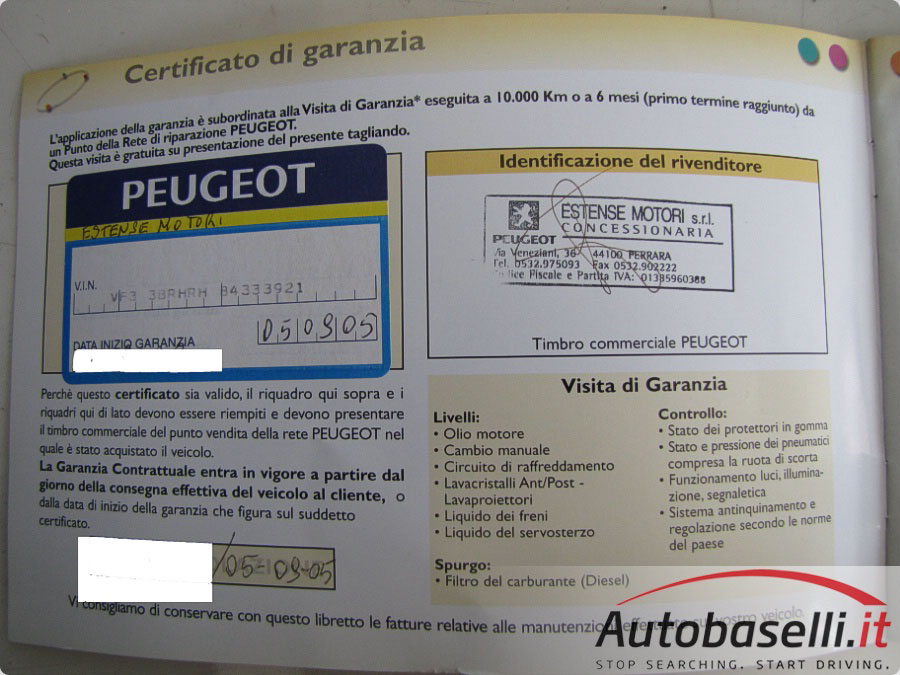 Certificato di garanzia
L'applicazione della garanzia è subordinata alla Visita di Garanzia* eseguita a 10.000 Km o a 6 mesi (primo termine raggiunto) da
un Punto della Rete di riparazione PEUGEOT.
Questa visita è gratuita su presentazione del presente tagliando.
PEUGEOT
ESTENSE MOTORI
V.I.N.
VF3 3BRHRH 84333921
050905
DATA INIZIO GARANZIA
Perchè questo certificato sia valido, il riquadro qui sopra e i
riquadri qui di lato devono essere riempiti e devono presentare
il timbro commerciale del punto vendita della rete PEUGEOT nel
quale è stato acquistato il veicolo.
La Garanzia Contrattuale entra in vigore a partire dal
giorno della consegna effettiva del veicolo al cliente, o
dalla data di inizio della garanzia che figura sul suddetto
certificato.
05-09-05
Vi consigliamo di conservare con questo libretto le fatture relative alle manutenzioni effettuate sul vostro veicolo.
Identificazione del rivenditore
ESTENSE MOTORI s.r.l.
CONCESSIONARIA
PEUGEOT
Via Veneziani, 36 44100 FERRARA
Tel. 0532.975093 Fax 0532.902222
Codice Fiscale e Partita IVA: 01335960388
Timbro commerciale PEUGEOT
Visita di Garanzia
Livelli:
• Olio motore
• Cambio manuale
• Circuito di raffreddamento
• Lavacristalli Ant/Post -
Lavaproiettori
• Liquido dei freni
• Liquido del servosterzo
Spurgo:
• Filtro del carburante (Diesel)
Controllo:
• Stato dei protettori in gomma
• Stato e pressione dei pneumatici
compresa la ruota di scorta
• Funzionamento luci, illumina-
zione, segnaletica
• Sistema antinquinamento e
regolazione secondo le norme
del paese
Autobaselli.it
STOP SEARCHING. START DRIVING.